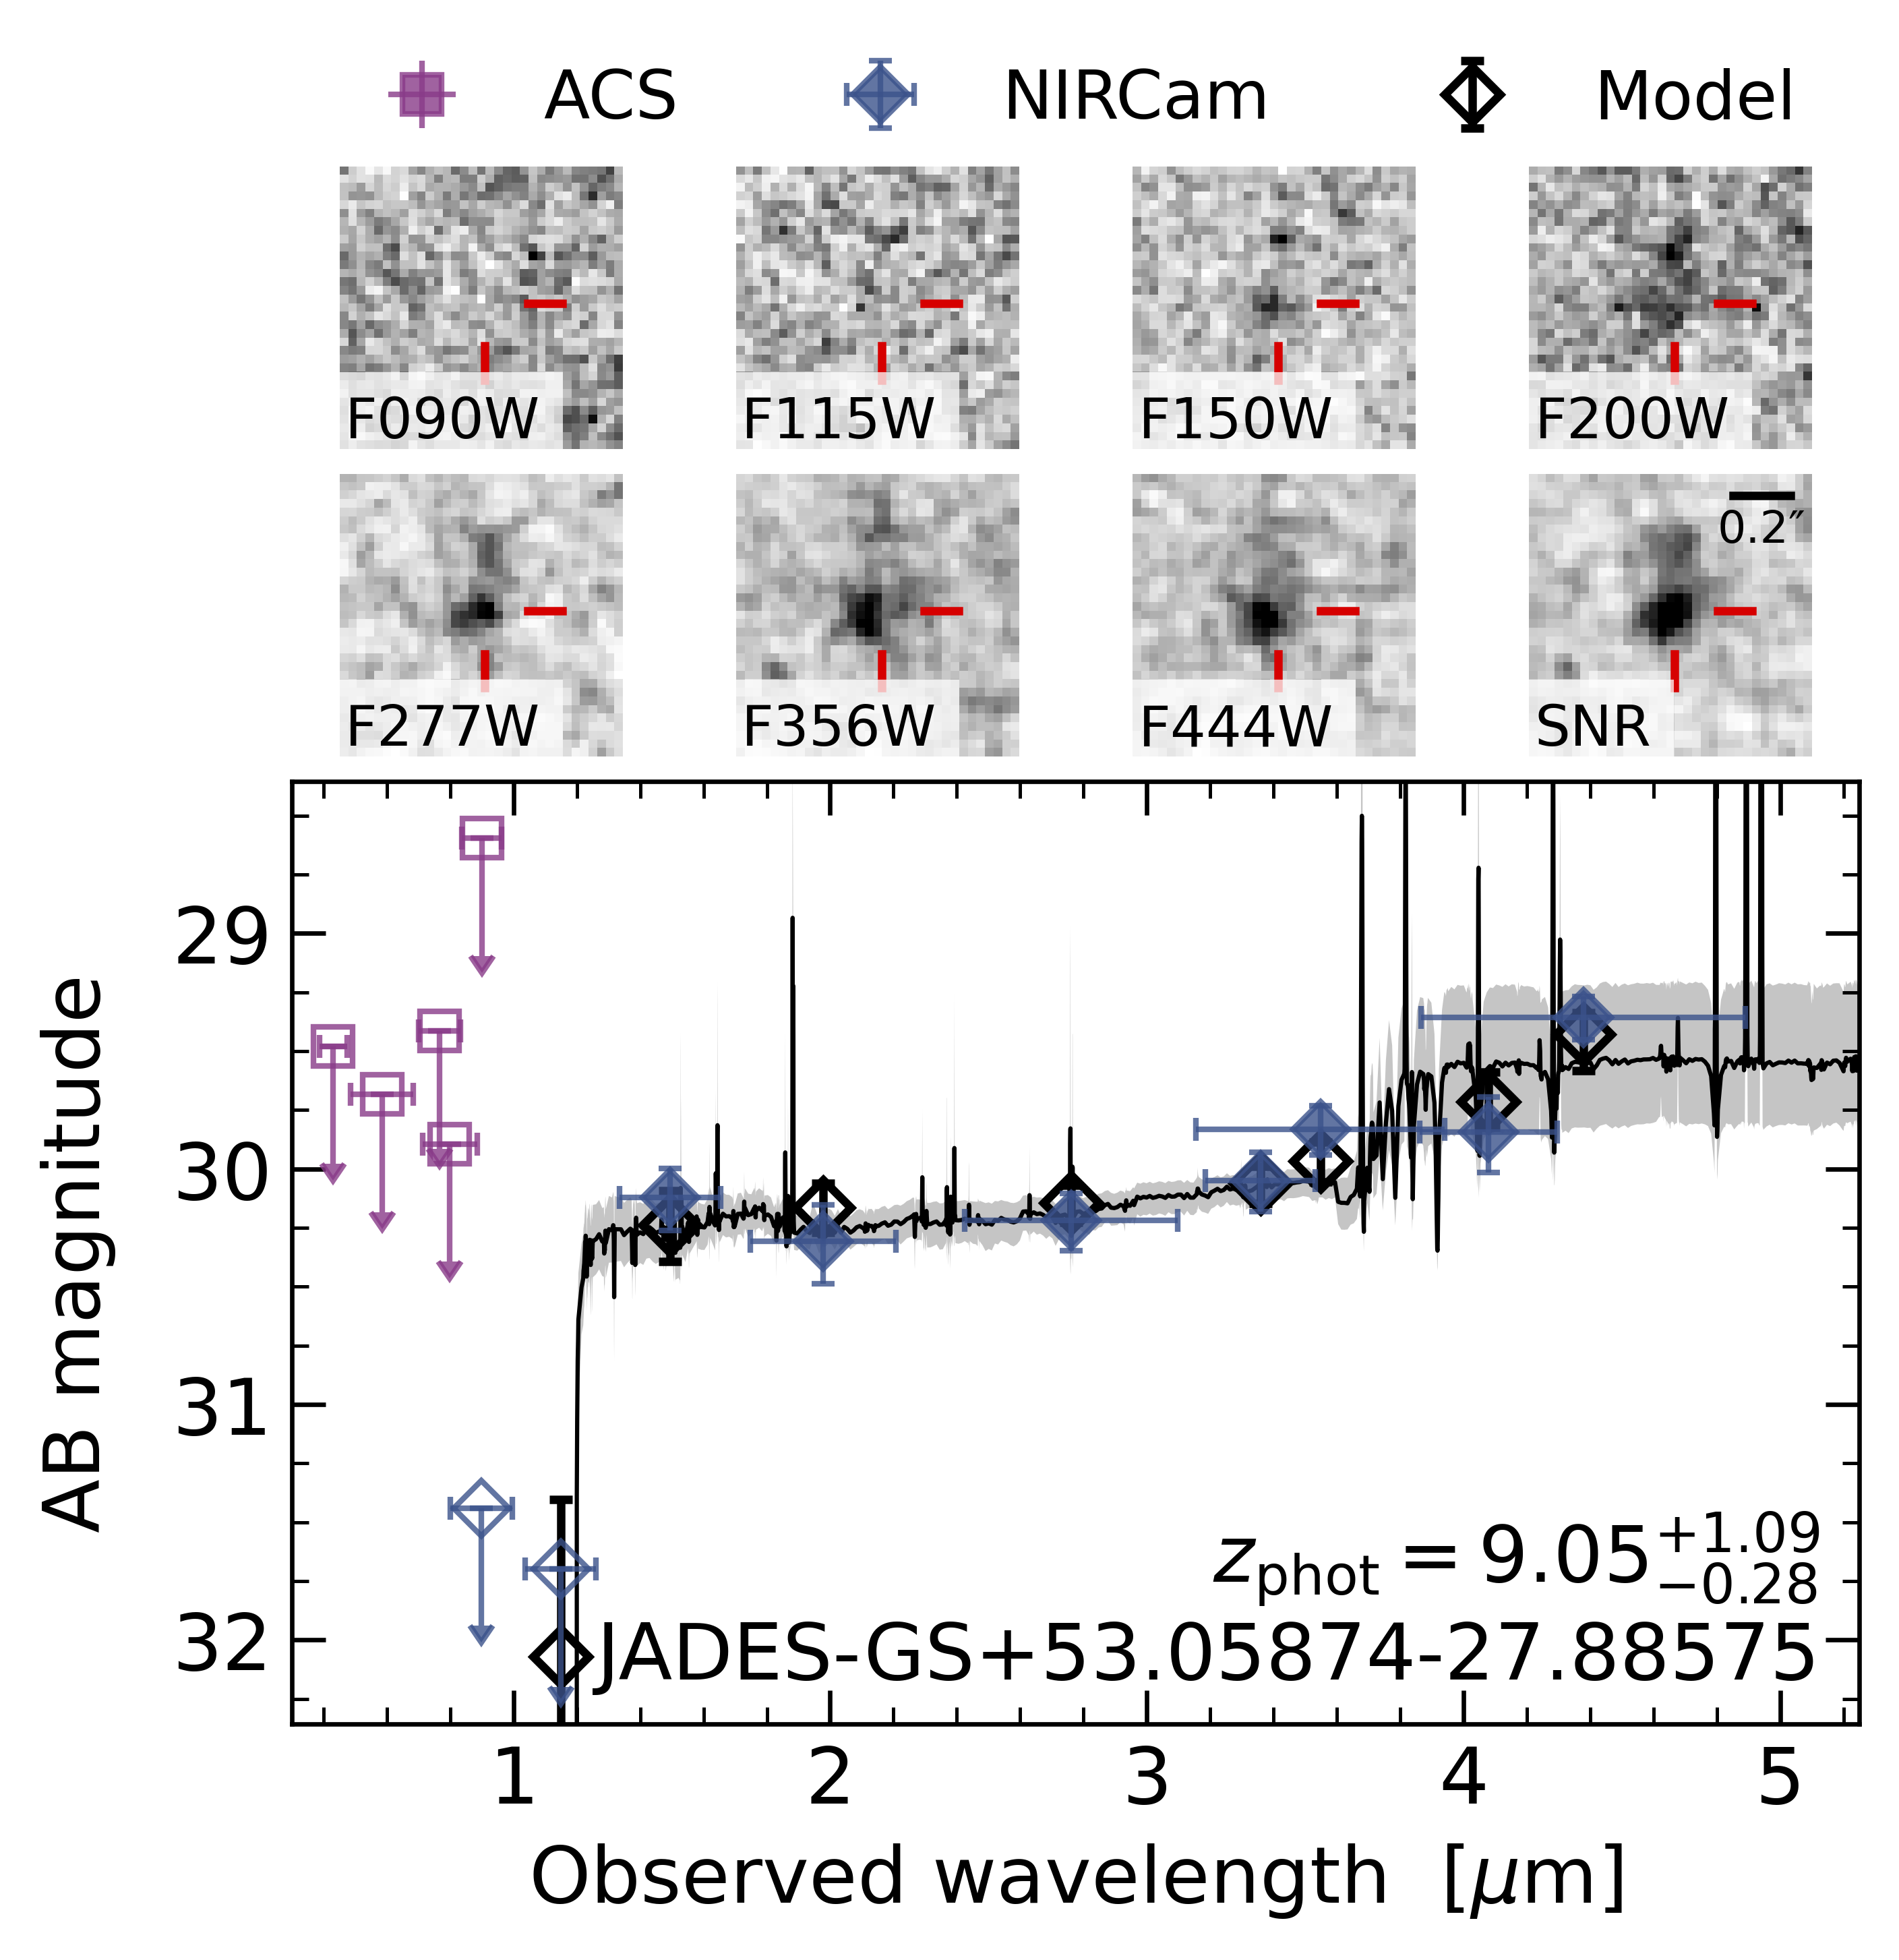 ACS NIRCam Model
F090W F115W F150W F200W
0.2″
F277W F356W F444W SNR
29
30
31
32
AB magnitude
z_phot = 9.05 +1.09 −0.28
JADES-GS+53.05874-27.88575
1 2 3 4 5
Observed wavelength [μm]